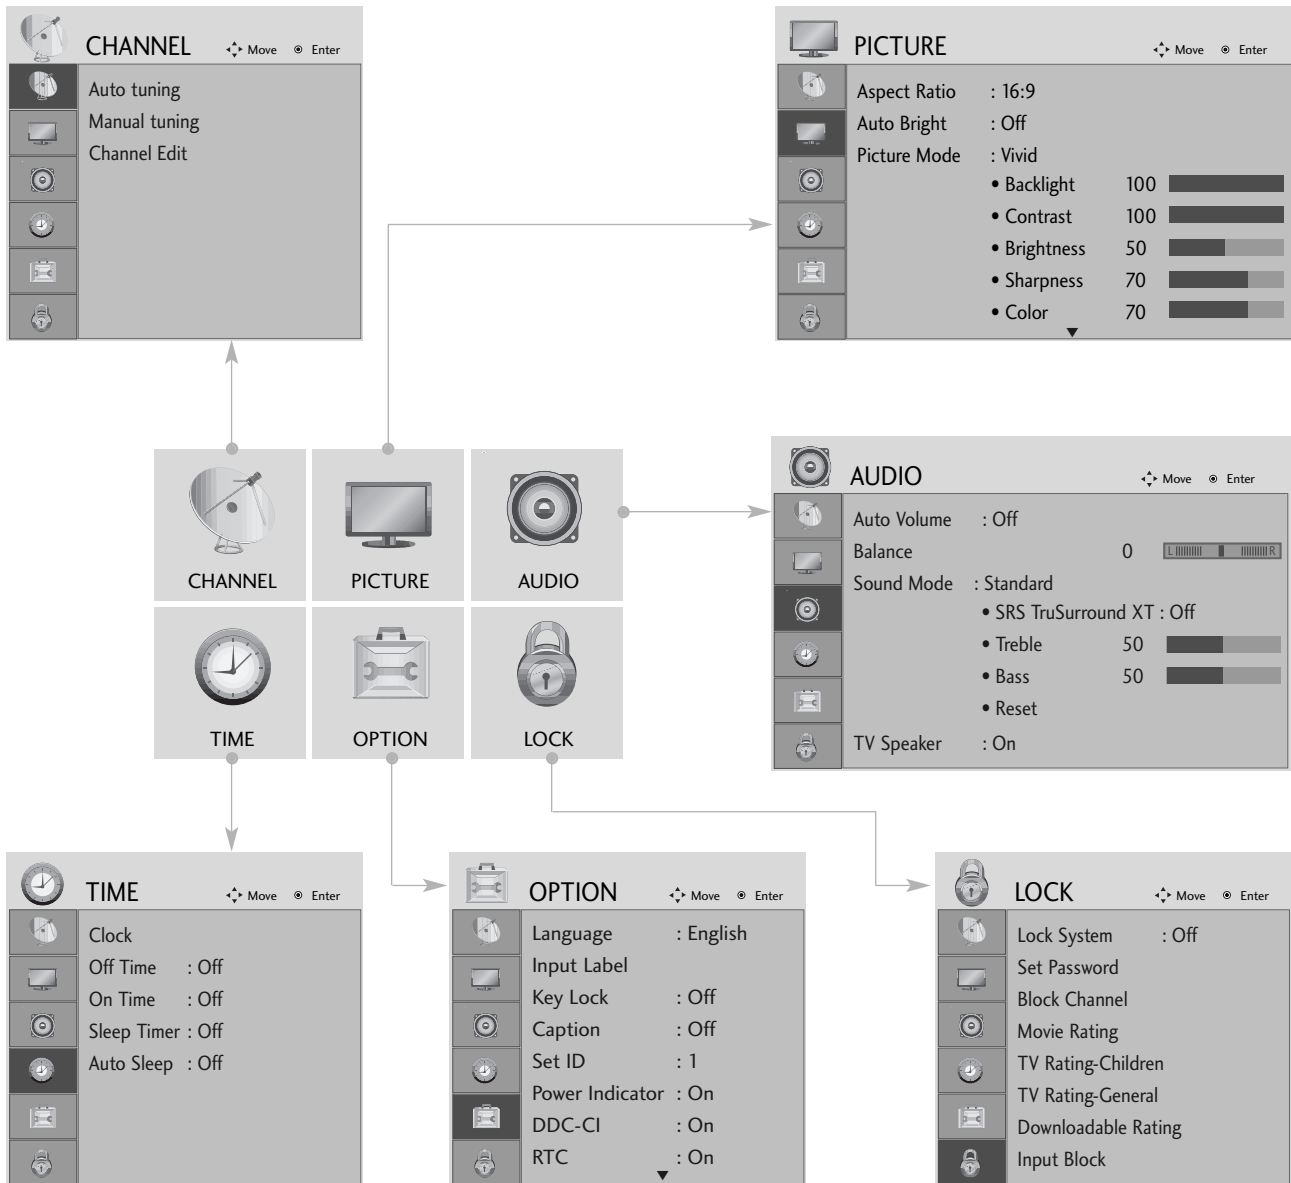 CHANNEL Move Enter
Auto tuning
Manual tuning
Channel Edit
PICTURE Move Enter
Aspect Ratio : 16:9
Auto Bright : Off
Picture Mode : Vivid
• Backlight 100
• Contrast 100
• Brightness 50
• Sharpness 70
• Color 70
CHANNEL PICTURE AUDIO
TIME OPTION LOCK
AUDIO Move Enter
Auto Volume : Off
Balance 0 L R
Sound Mode : Standard
• SRS TruSurround XT : Off
• Treble 50
• Bass 50
• Reset
TV Speaker : On
TIME Move Enter
Clock
Off Time : Off
On Time : Off
Sleep Timer : Off
Auto Sleep : Off
OPTION Move Enter
Language : English
Input Label
Key Lock : Off
Caption : Off
Set ID : 1
Power Indicator : On
DDC-CI : On
RTC : On
LOCK Move Enter
Lock System : Off
Set Password
Block Channel
Movie Rating
TV Rating-Children
TV Rating-General
Downloadable Rating
Input Block